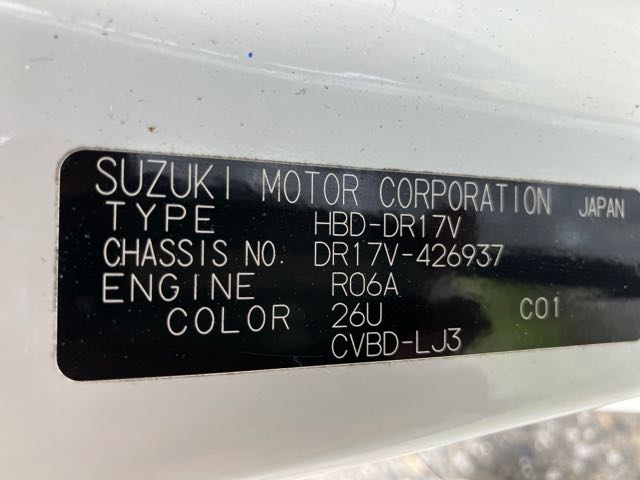 SUZUKI MOTOR CORPORATION JAPAN
TYPE HBD-DR17V
CHASSIS NO. DR17V-426937
ENGINE R06A
COLOR 26U C01
CVBD-LJ3